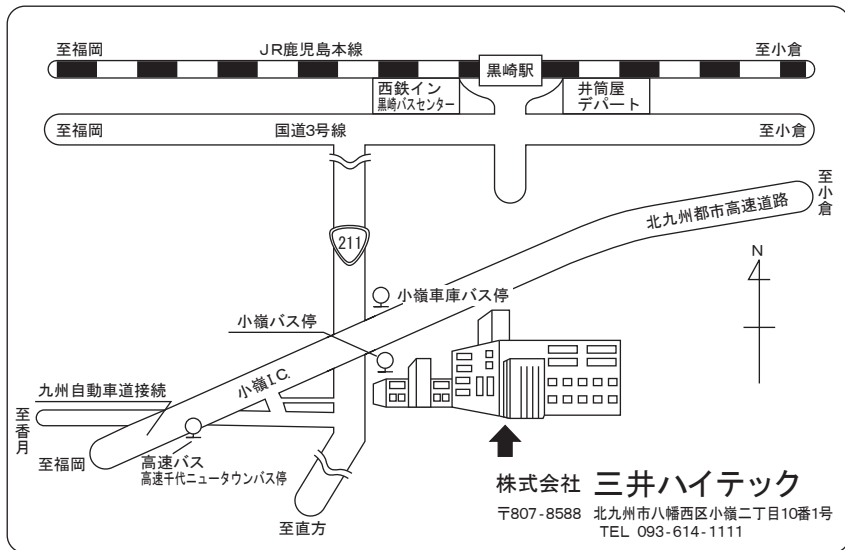 至福岡
JR鹿児島本線
至小倉
黒崎駅
西鉄イン
黒崎バスセンター
井筒屋
デパート
至福岡
国道3号線
至小倉
至小倉
北九州都市高速道路
211
N
小嶺車庫バス停
小嶺バス停
小嶺I.C.
九州自動車道接続
至香月
至福岡
高速バス
高速千代ニュータウンバス停
至直方
株式会社 三井ハイテック
〒807-8588 北九州市八幡西区小嶺二丁目10番1号
TEL 093-614-1111